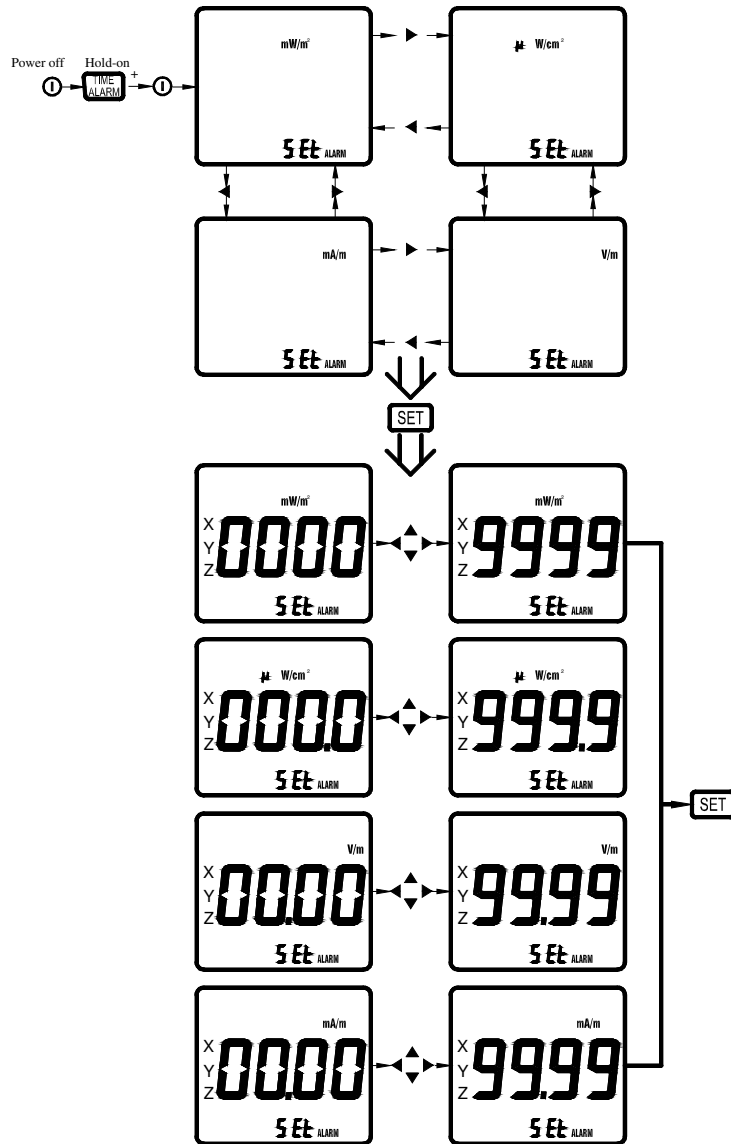 mW/m²
μ W/cm²
Power off Hold-on
TIME
ALARM
+
SEt ALARM
SEt ALARM
mA/m
V/m
SEt ALARM
SEt ALARM
SET
mW/m²
mW/m²
X
Y
Z
0000
X
Y
Z
9999
SEt ALARM
SEt ALARM
μ W/cm²
μ W/cm²
X
Y
Z
000.0
X
Y
Z
999.9
SEt ALARM
SEt ALARM
SET
V/m
V/m
X
Y
Z
00.00
X
Y
Z
99.99
SEt ALARM
SEt ALARM
mA/m
mA/m
X
Y
Z
00.00
X
Y
Z
99.99
SEt ALARM
SEt ALARM